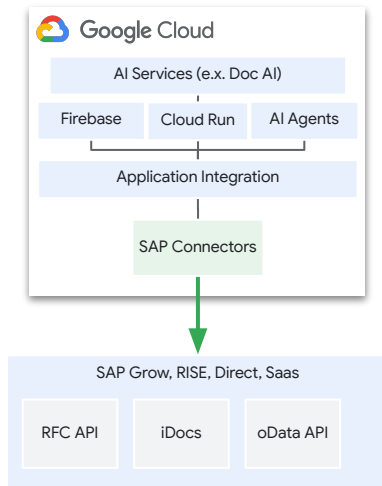 Google Cloud
AI Services (e.x. Doc AI)
Firebase
Cloud Run
AI Agents
Application Integration
SAP Connectors
SAP Grow, RISE, Direct, Saas
RFC API
iDocs
oData API